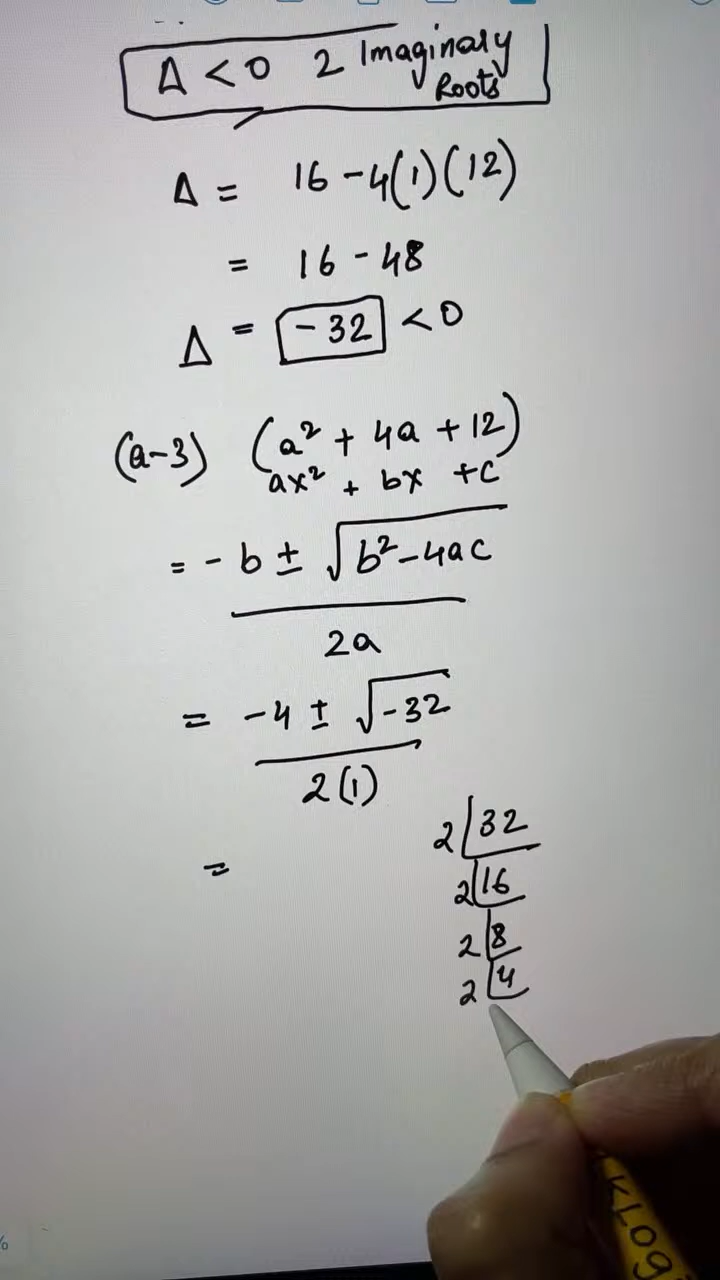 Δ < 0 2 Imaginary Roots
Δ = 16 - 4(1)(12)
= 16 - 48
Δ = -32 < 0
(a-3) (a² + 4a + 12)
ax² + bx + c
= -b ± √b²-4ac
2a
= -4 ± √-32
2(1)
=
2 32
2 16
2 8
2 4
KLOG
%